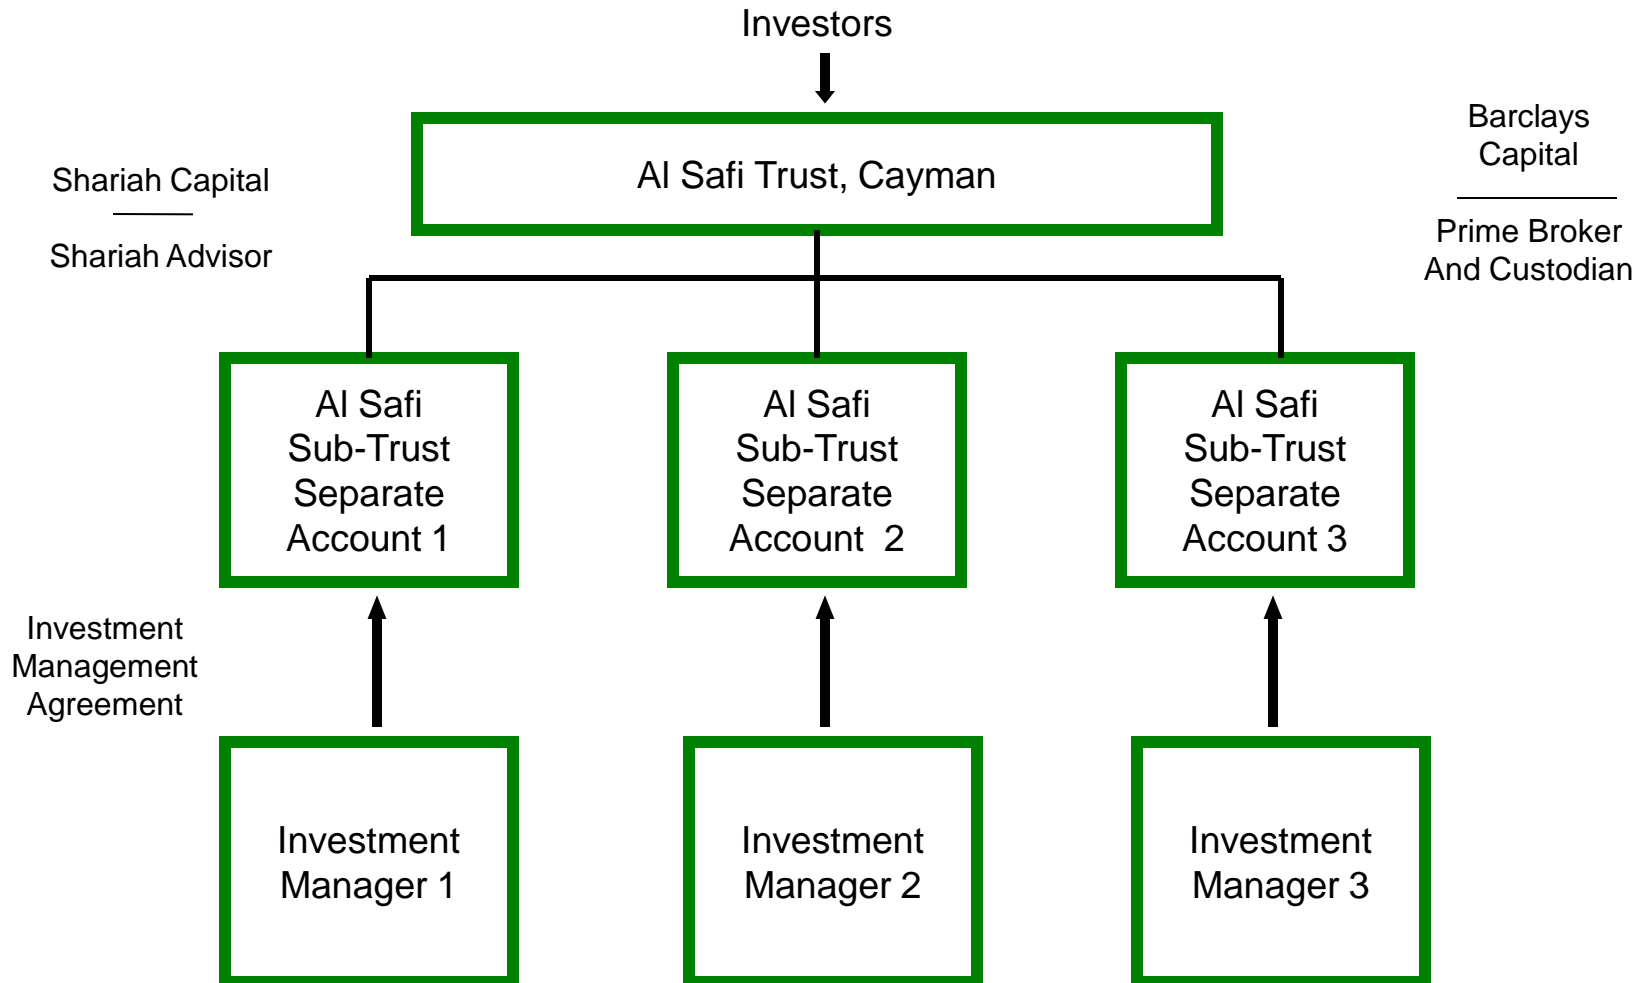 Investors
Al Safi Trust, Cayman
Shariah Capital
Shariah Advisor
Barclays
Capital
Prime Broker
And Custodian
Al Safi
Sub-Trust
Separate
Account 1
Al Safi
Sub-Trust
Separate
Account  2
Al Safi
Sub-Trust
Separate
Account 3
Investment
Management
Agreement
Investment
Manager 1
Investment
Manager 2
Investment
Manager 3